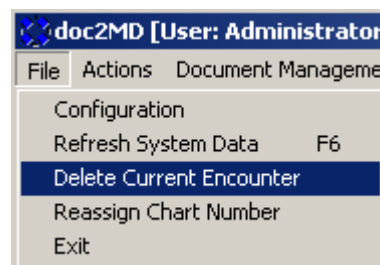 doc2MD [User: Administrator
File Actions Document Manageme
Configuration
Refresh System Data F6
Delete Current Encounter
Reassign Chart Number
Exit